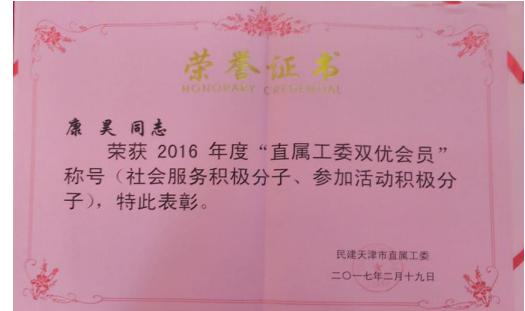 荣誉证书
HONORARY CREDENTIAL
康 昊 同志
荣获 2016 年度“直属工委双优会员”
称号（社会服务积极分子、参加活动积极分
子），特此表彰。
民建天津市直属工委
二〇一七年二月十九日